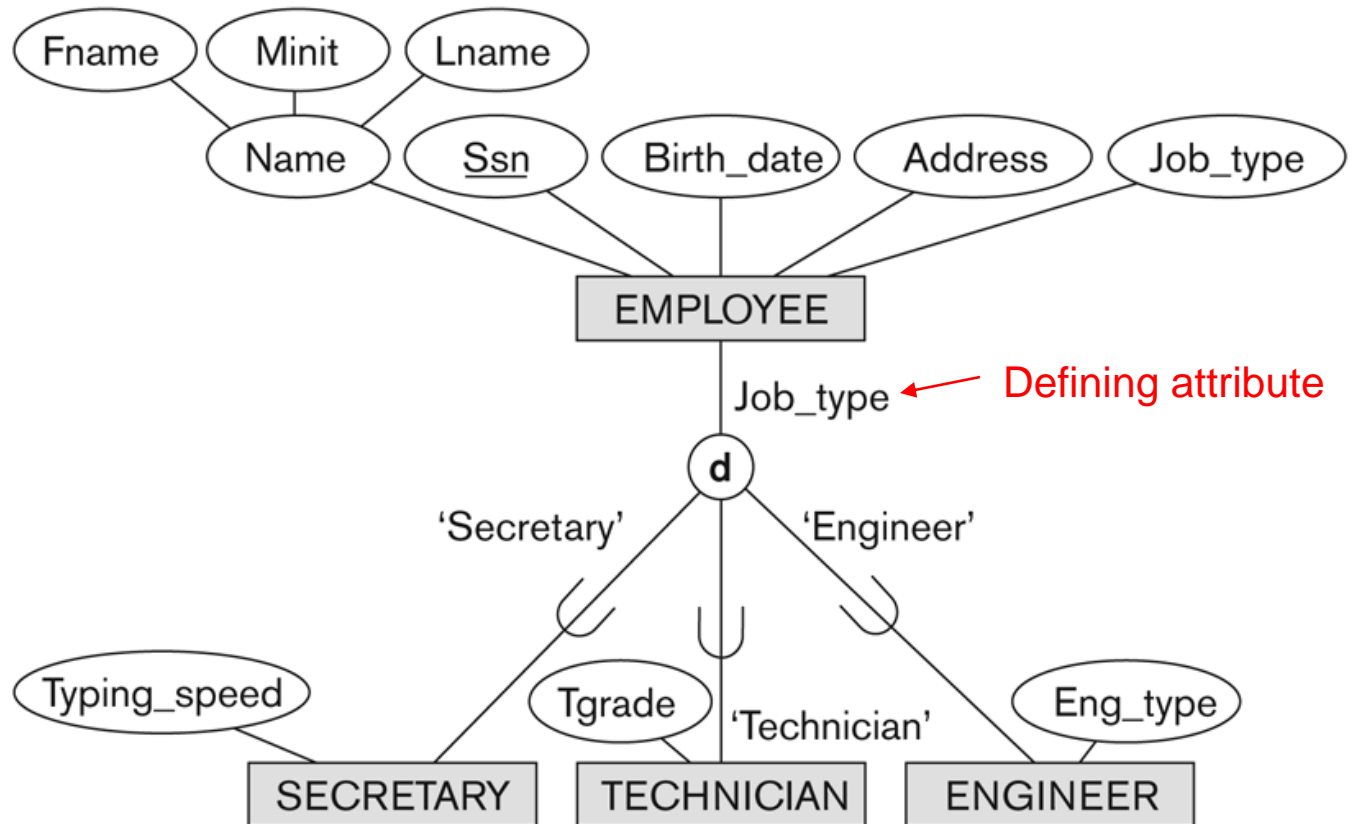 Fname Minit Lname
Name Ssn Birth_date Address Job_type
EMPLOYEE
Job_type Defining attribute
d
‘Secretary’ ‘Engineer’
Typing_speed Tgrade Eng_type
‘Technician’
SECRETARY TECHNICIAN ENGINEER